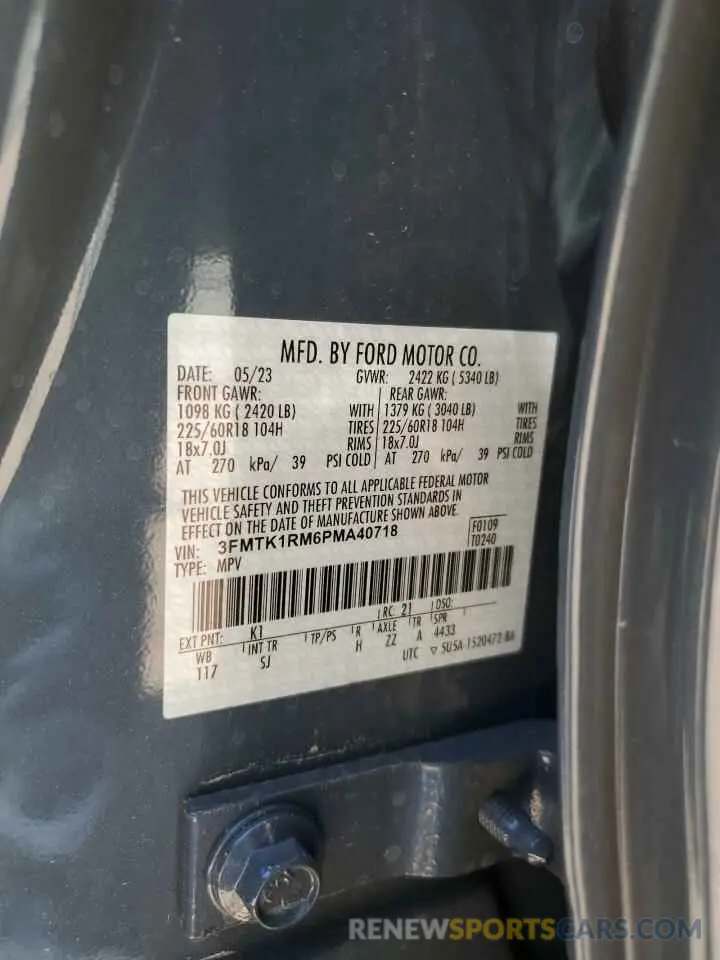 MFD. BY FORD MOTOR CO.
DATE: 05/23 GVWR: 2422 KG ( 5340 LB)
FRONT GAWR: REAR GAWR:
1098 KG ( 2420 LB) WITH 1379 KG ( 3040 LB) WITH
225/60R18 104H TIRES 225/60R18 104H TIRES
18x7.0J RIMS 18x7.0J RIMS
AT 270 kPa/ 39 PSI COLD AT 270 kPa/ 39 PSI COLD
THIS VEHICLE CONFORMS TO ALL APPLICABLE FEDERAL MOTOR
VEHICLE SAFETY AND THEFT PREVENTION STANDARDS IN
EFFECT ON THE DATE OF MANUFACTURE SHOWN ABOVE.
VIN: 3FMTK1RM6PMA40718 F0109
TYPE: MPV T0240
EXT PNT: K1 RC: 21 DSO:
WB INT TR TP/PS R AXLE TR SPR
117 SJ H ZZ A 4433
UTC ▽ 5U5A-1520472-BA
RENEWSPORTSCARS.COM